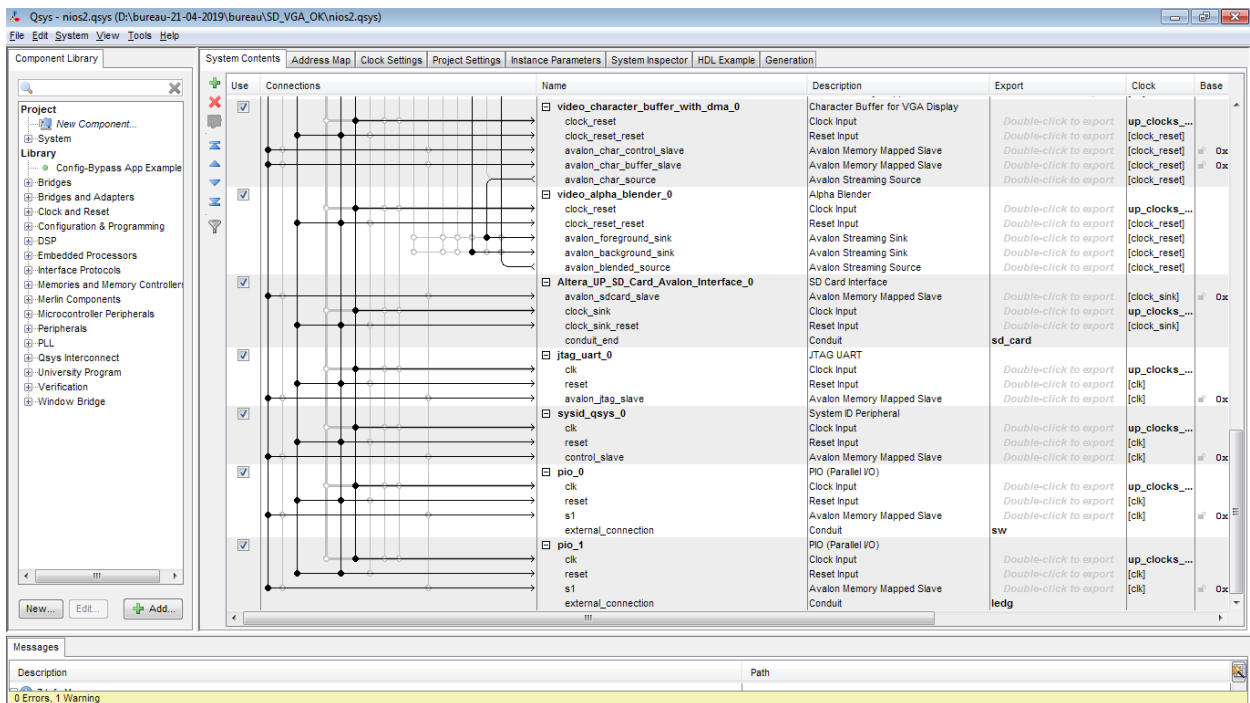 Qsys - nios2.qsys (D:\bureau-21-04-2019\bureau\SD_VGA_OK\nios2.qsys)
File Edit System View Tools Help
Component Library
Project
New Component...
System
Library
Config-Bypass App Example
Bridges
Bridges and Adapters
Clock and Reset
Configuration & Programming
DSP
Embedded Processors
Interface Protocols
Memories and Memory Controllers
Merlin Components
Microcontroller Peripherals
Peripherals
PLL
Qsys Interconnect
University Program
Verification
Window Bridge
New... Edit... Add...
System Contents Address Map Clock Settings Project Settings Instance Parameters System Inspector HDL Example Generation
Use Connections Name Description Export Clock Base
video_character_buffer_with_dma_0 Character Buffer for VGA Display
clock_reset Clock Input Double-click to export up_clocks_...
clock_reset_reset Reset Input Double-click to export [clock_reset]
avalon_char_control_slave Avalon Memory Mapped Slave Double-click to export [clock_reset] 0x
avalon_char_buffer_slave Avalon Memory Mapped Slave Double-click to export [clock_reset] 0x
avalon_char_source Avalon Streaming Source Double-click to export [clock_reset]
video_alpha_blender_0 Alpha Blender
clock_reset Clock Input Double-click to export up_clocks_...
clock_reset_reset Reset Input Double-click to export [clock_reset]
avalon_foreground_sink Avalon Streaming Sink Double-click to export [clock_reset]
avalon_background_sink Avalon Streaming Sink Double-click to export [clock_reset]
avalon_blended_source Avalon Streaming Source Double-click to export [clock_reset]
Altera_UP_SD_Card_Avalon_Interface_0 SD Card Interface
avalon_sdcard_slave Avalon Memory Mapped Slave Double-click to export [clock_sink] 0x
clock_sink Clock Input Double-click to export up_clocks_...
clock_sink_reset Reset Input Double-click to export [clock_sink]
conduit_end Conduit sd_card
jtag_uart_0 JTAG UART
clk Clock Input Double-click to export up_clocks_...
reset Reset Input Double-click to export [clk]
avalon_jtag_slave Avalon Memory Mapped Slave Double-click to export [clk] 0x
sysid_qsys_0 System ID Peripheral
clk Clock Input Double-click to export up_clocks_...
reset Reset Input Double-click to export [clk]
control_slave Avalon Memory Mapped Slave Double-click to export [clk] 0x
pio_0 PIO (Parallel I/O)
clk Clock Input Double-click to export up_clocks_...
reset Reset Input Double-click to export [clk]
s1 Avalon Memory Mapped Slave Double-click to export [clk] 0x
external_connection Conduit sw
pio_1 PIO (Parallel I/O)
clk Clock Input Double-click to export up_clocks_...
reset Reset Input Double-click to export [clk]
s1 Avalon Memory Mapped Slave Double-click to export [clk] 0x
external_connection Conduit ledg
Messages
Description Path
0 Errors, 1 Warning